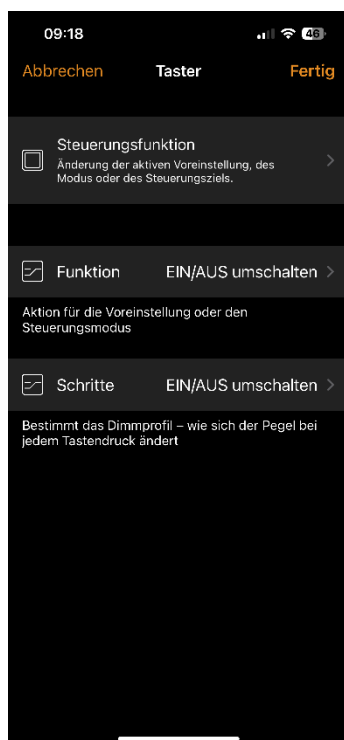 09:18
46
Abbrechen Taster Fertig
Steuerungsfunktion
Änderung der aktiven Voreinstellung, des
Modus oder des Steuerungsziels.
Funktion EIN/AUS umschalten
Aktion für die Voreinstellung oder den
Steuerungsmodus
Schritte EIN/AUS umschalten
Bestimmt das Dimmprofil – wie sich der Pegel bei
jedem Tastendruck ändert